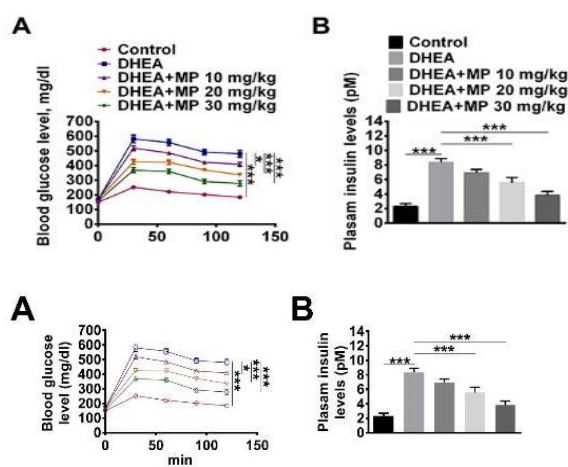 A
Control
DHEA
DHEA+MP 10 mg/kg
DHEA+MP 20 mg/kg
DHEA+MP 30 mg/kg
Blood glucose level, mg/dl
700
600
500
400
300
200
100
0
0 50 100 150
***
*
***
***
B
Control
DHEA
DHEA+MP 10 mg/kg
DHEA+MP 20 mg/kg
DHEA+MP 30 mg/kg
Plasam insulin levels (pM)
14
12
10
8
6
4
2
0
***
***
***
A
Blood glucose
level (mg/dl)
700
600
500
400
300
200
100
0
0 50 100 150
min
***
*
***
***
B
Plasam insulin
levels (pM)
14
12
10
8
6
4
2
0
***
***
***